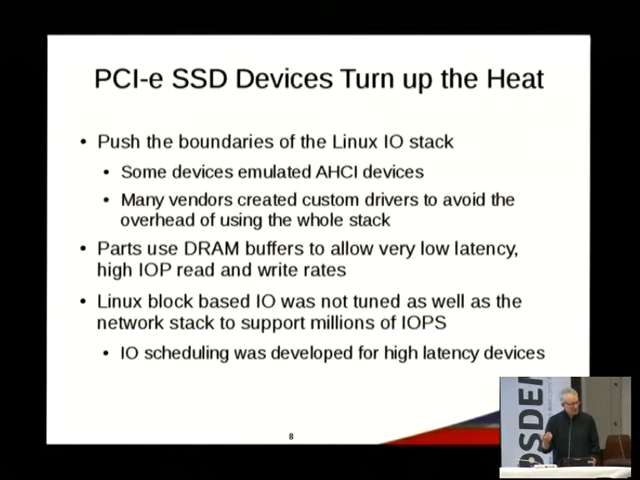 PCI-e SSD Devices Turn up the Heat
• Push the boundaries of the Linux IO stack
• Some devices emulated AHCI devices
• Many vendors created custom drivers to avoid the
overhead of using the whole stack
• Parts use DRAM buffers to allow very low latency,
high IOP read and write rates
• Linux block based IO was not tuned as well as the
network stack to support millions of IOPS
• IO scheduling was developed for high latency devices
8
OSDEM